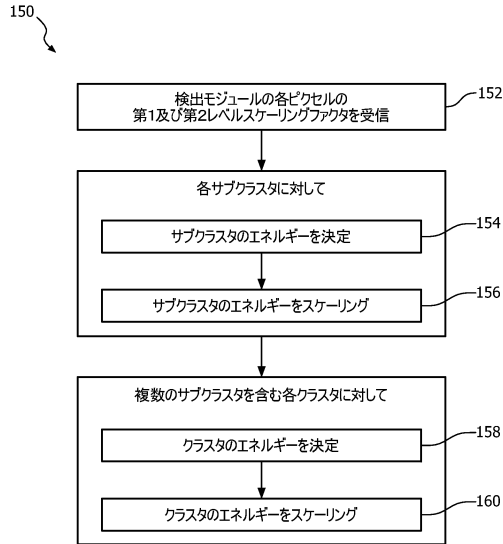 150
検出モジュールの各ピクセルの
第1及び第2レベルスケーリングファクタを受信
152
各サブクラスタに対して
サブクラスタのエネルギーを決定
154
サブクラスタのエネルギーをスケーリング
156
複数のサブクラスタを含む各クラスタに対して
クラスタのエネルギーを決定
158
クラスタのエネルギーをスケーリング
160